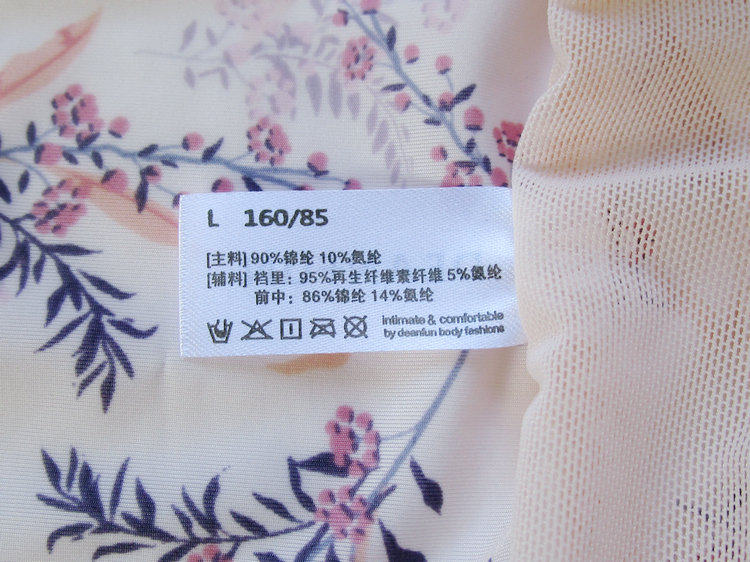 L 160/85
[主料] 90%锦纶 10%氨纶
[辅料] 裆里: 95%再生纤维素纤维 5%氨纶
前中: 86%锦纶 14%氨纶
intimate & comfortable
by deanfun body fashions